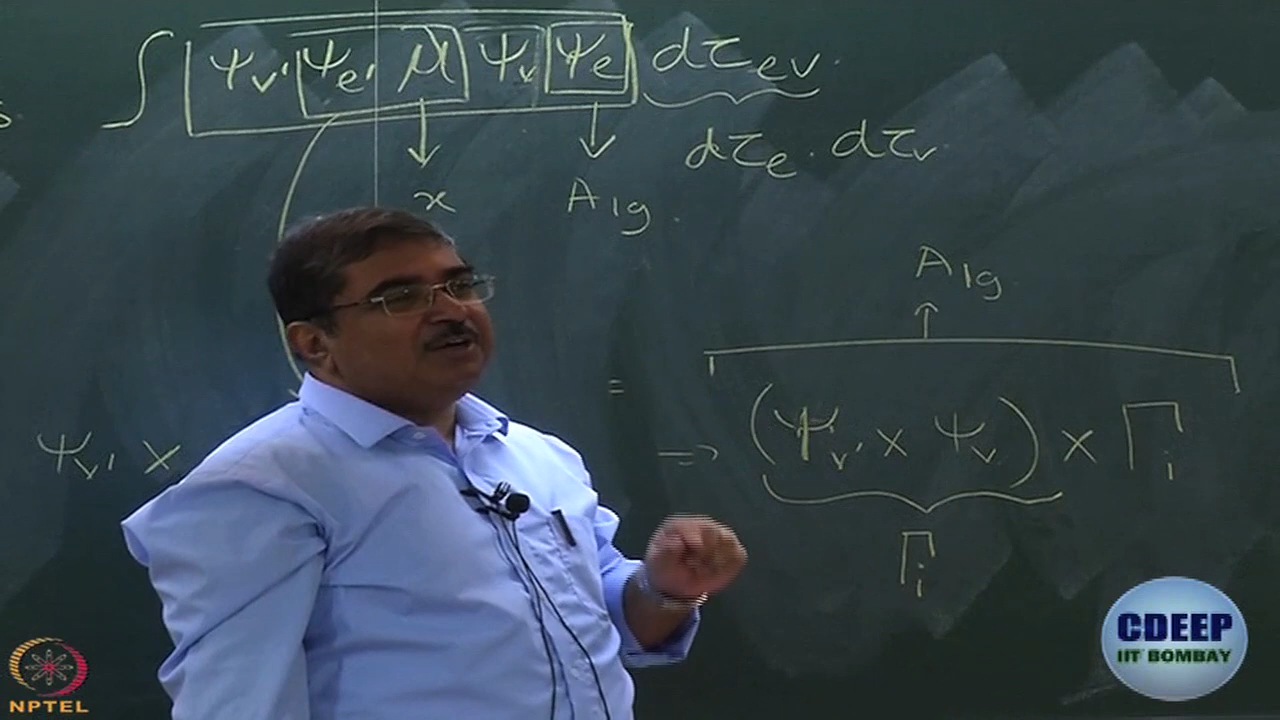 ∫ ψv' ψe' μ ψv ψe dτev
dτe · dτv
x
A1g
A1g
=
ψv' ×
⇒ (ψv' × ψv) × Γi
Γi
CDEEP
IIT BOMBAY
NPTEL